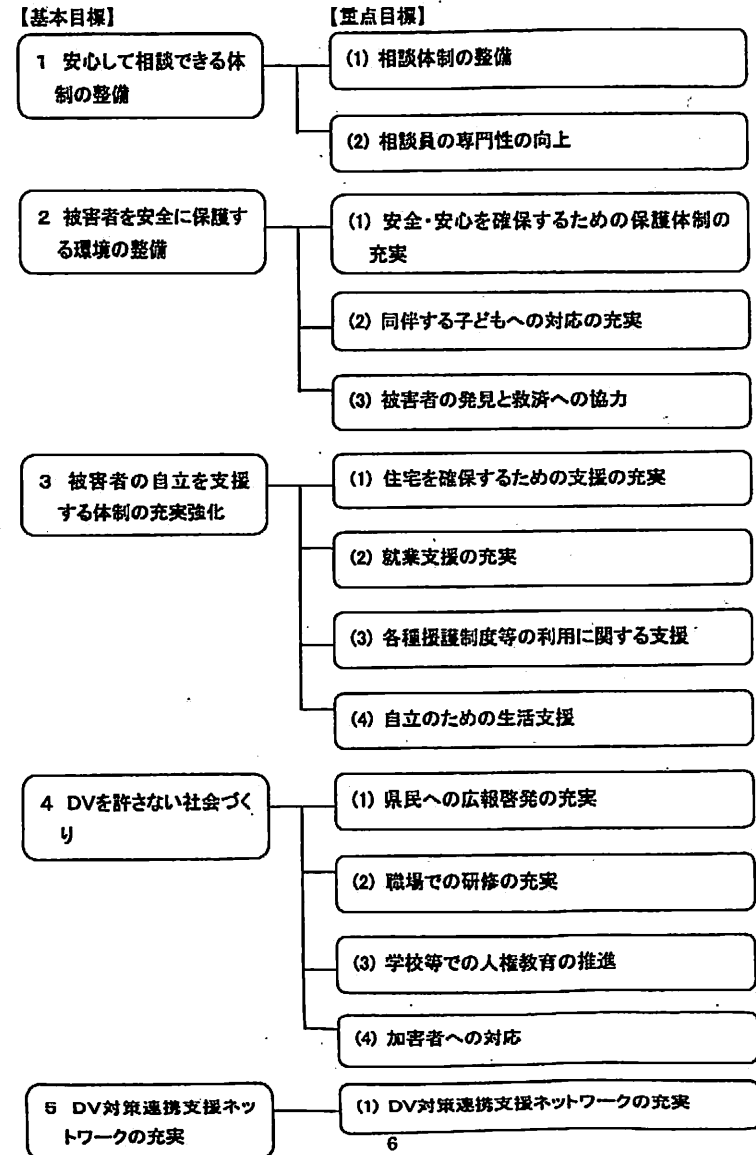 【基本目標】
【重点目標】
1 安心して相談できる体
制の整備
(1) 相談体制の整備
(2) 相談員の専門性の向上
2 被害者を安全に保護す
る環境の整備
(1) 安全・安心を確保するための保護体制の
充実
(2) 同伴する子どもへの対応の充実
(3) 被害者の発見と救済への協力
3 被害者の自立を支援
する体制の充実強化
(1) 住宅を確保するための支援の充実
(2) 就業支援の充実
(3) 各種援護制度等の利用に関する支援
(4) 自立のための生活支援
4 DVを許さない社会づく
り
(1) 県民への広報啓発の充実
(2) 職場での研修の充実
(3) 学校等での人権教育の推進
(4) 加害者への対応
5 DV対策連携支援ネッ
トワークの充実
(1) DV対策連携支援ネットワークの充実
6